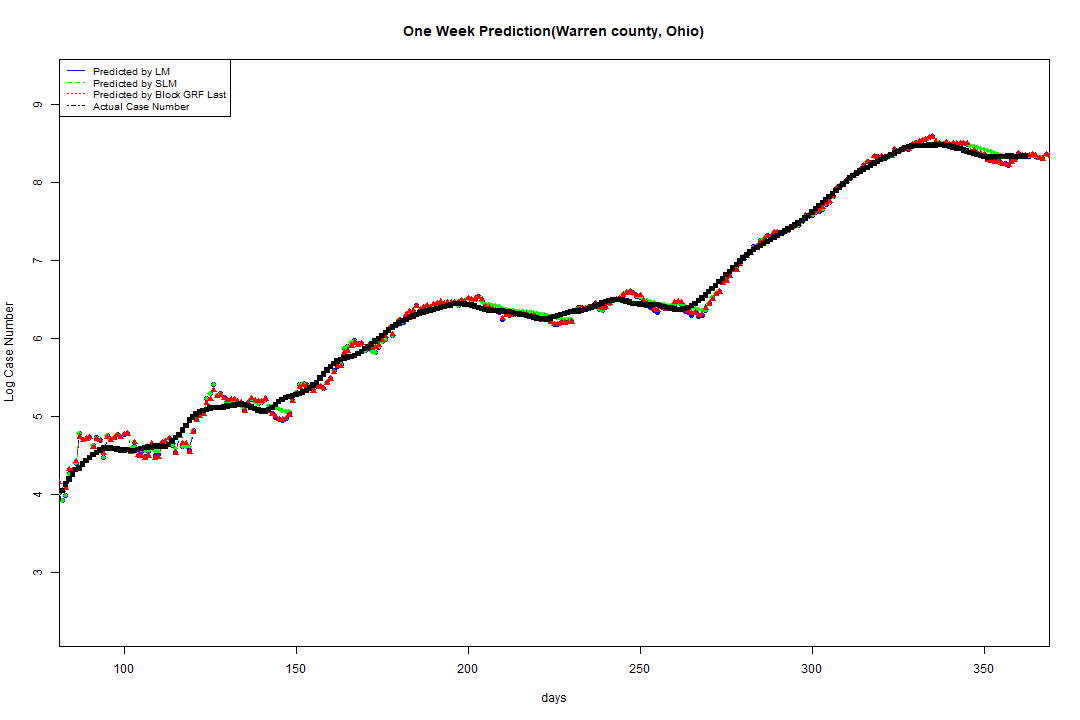 One Week Prediction(Warren county, Ohio)
Predicted by LM
Predicted by SLM
Predicted by Block GRF Last
Actual Case Number
9
8
7
6
5
4
3
Log Case Number
100 150 200 250 300 350
days